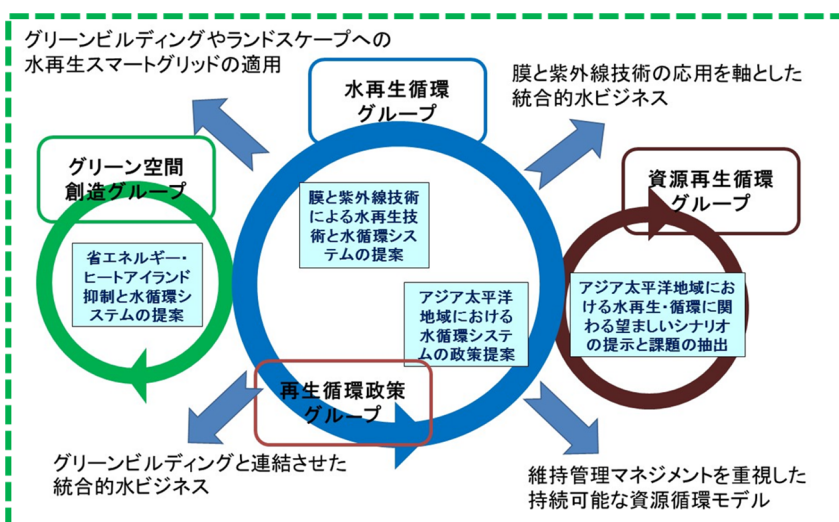 グリーンビルディングやランドスケープへの
水再生スマートグリッドの適用
水再生循環
グループ
膜と紫外線技術の応用を軸とした
統合的水ビジネス
グリーン空間
創造グループ
資源再生循環
グループ
膜と紫外線技術
による水再生技
術と水循環シス
テムの提案
省エネルギー・
ヒートアイランド
抑制と水循環シ
ステムの提案
アジア太平洋
地域における
水循環システ
ムの政策提案
アジア太平洋地域にお
ける水再生・循環に関
わる望ましいシナリオ
の提示と課題の抽出
再生循環政策
グループ
グリーンビルディングと連結させた
統合的水ビジネス
維持管理マネジメントを重視した
持続可能な資源循環モデル